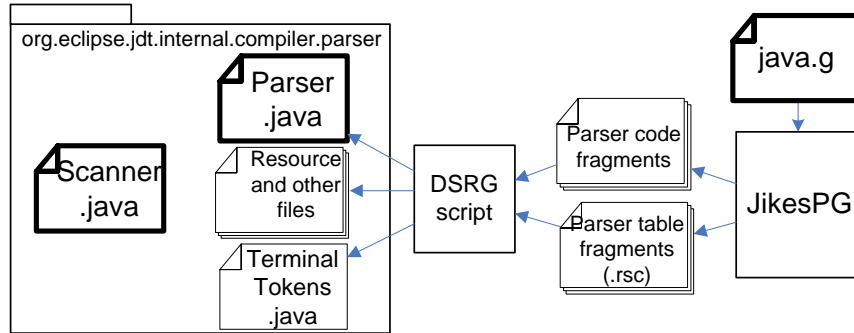 org.eclipse.jdt.internal.compiler.parser
Parser
.java
Scanner
.java
Resource
and other
files
Terminal
Tokens
.java
DSRG
script
Parser code
fragments
Parser table
fragments
(.rsc)
java.g
JikesPG